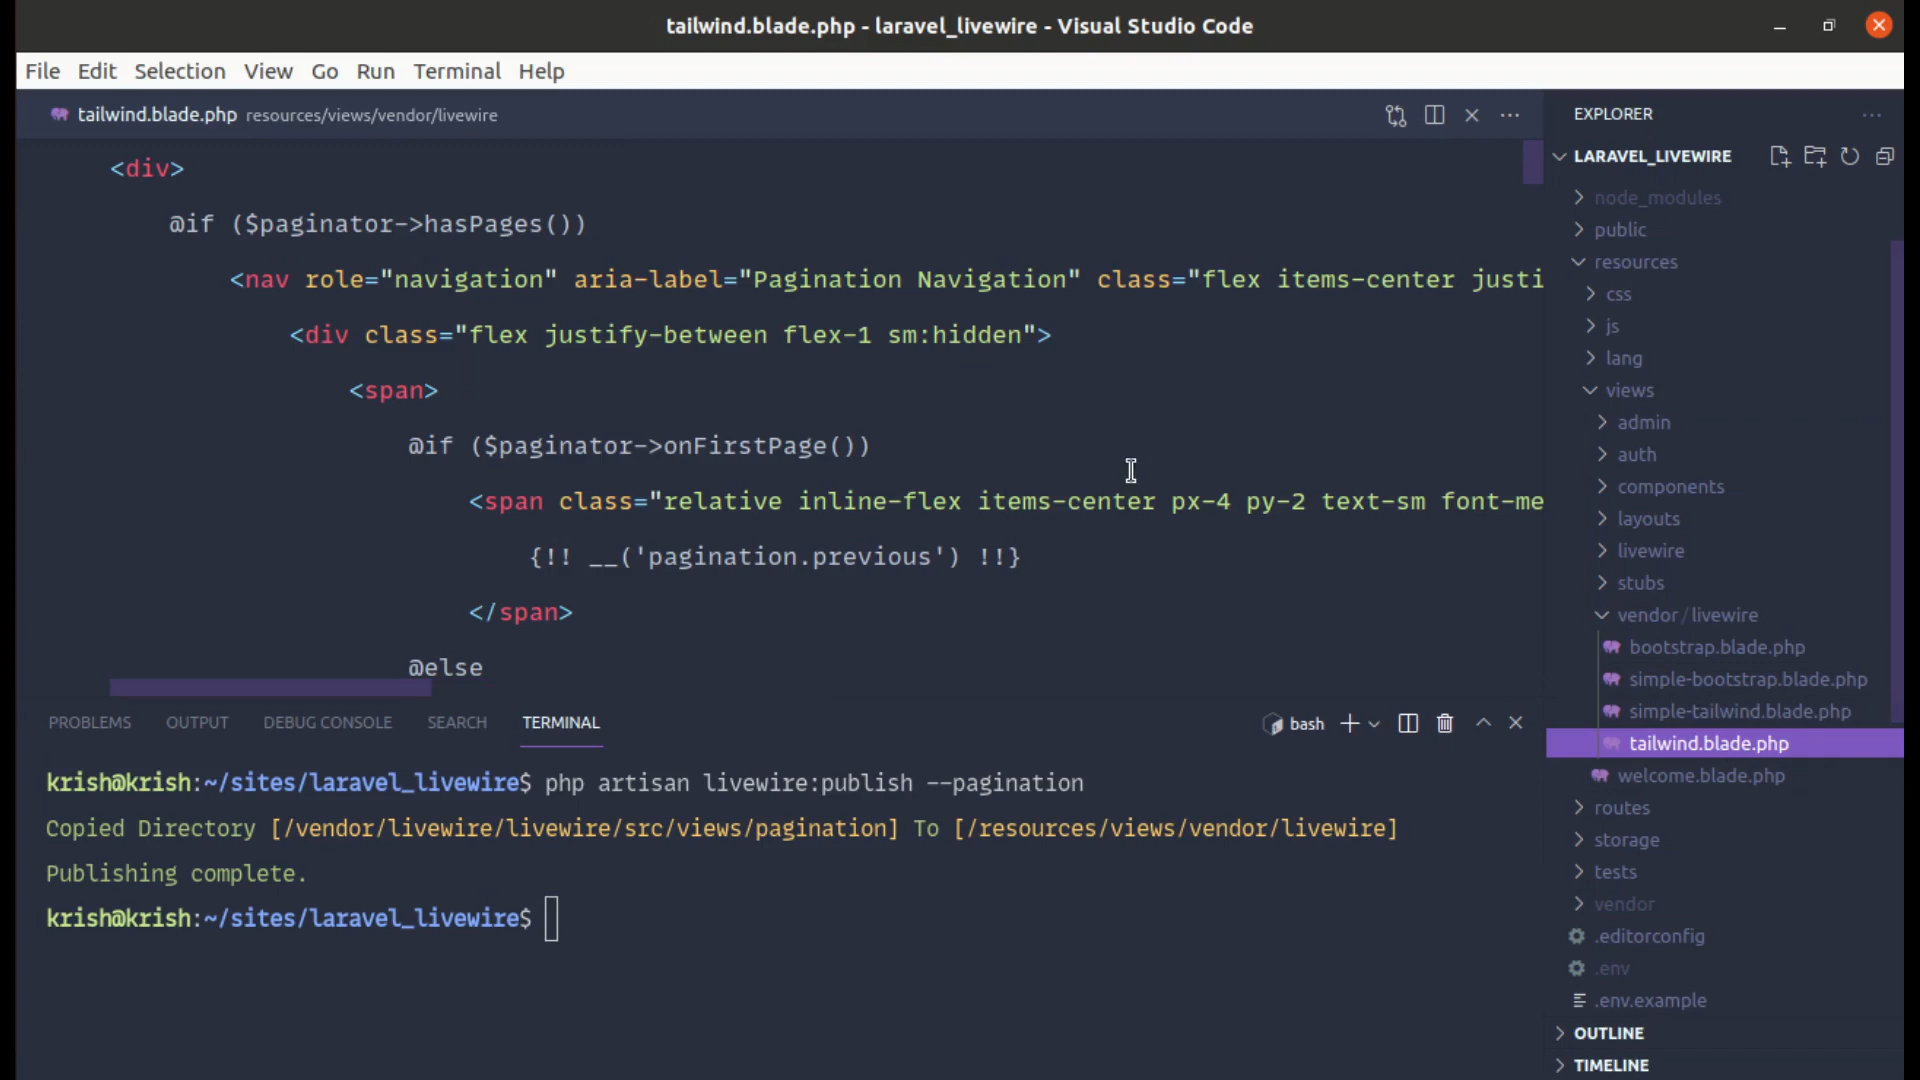 tailwind.blade.php - laravel_livewire - Visual Studio Code
File Edit Selection View Go Run Terminal Help
tailwind.blade.php resources/views/vendor/livewire
<div>
@if ($paginator->hasPages())
<nav role="navigation" aria-label="Pagination Navigation" class="flex items-center justi
<div class="flex justify-between flex-1 sm:hidden">
<span>
@if ($paginator->onFirstPage())
<span class="relative inline-flex items-center px-4 py-2 text-sm font-me
{!! __('pagination.previous') !!}
</span>
@else
PROBLEMS OUTPUT DEBUG CONSOLE SEARCH TERMINAL bash
krish@krish:~/sites/laravel_livewire$ php artisan livewire:publish --pagination
Copied Directory [/vendor/livewire/livewire/src/views/pagination] To [/resources/views/vendor/livewire]
Publishing complete.
krish@krish:~/sites/laravel_livewire$
EXPLORER
LARAVEL_LIVEWIRE
node_modules
public
resources
css
js
lang
views
admin
auth
components
layouts
livewire
stubs
vendor / livewire
bootstrap.blade.php
simple-bootstrap.blade.php
simple-tailwind.blade.php
tailwind.blade.php
welcome.blade.php
routes
storage
tests
vendor
.editorconfig
.env
.env.example
OUTLINE
TIMELINE